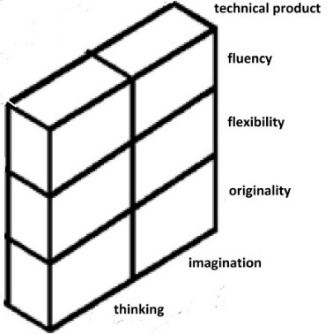 technical product
fluency
flexibility
originality
imagination
thinking